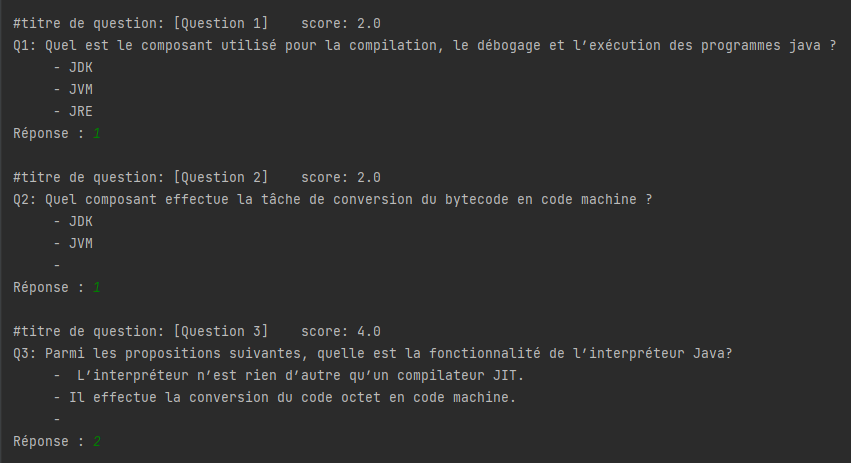 #titre de question: [Question 1]    score: 2.0
Q1: Quel est le composant utilisé pour la compilation, le débogage et l’exécution des programmes java ?
     - JDK
     - JVM
     - JRE
Réponse : 1

#titre de question: [Question 2]    score: 2.0
Q2: Quel composant effectue la tâche de conversion du bytecode en code machine ?
     - JDK
     - JVM
     -
Réponse : 1

#titre de question: [Question 3]    score: 4.0
Q3: Parmi les propositions suivantes, quelle est la fonctionnalité de l’interpréteur Java?
     -  L’interpréteur n’est rien d’autre qu’un compilateur JIT.
     - Il effectue la conversion du code octet en code machine.
     -
Réponse : 2